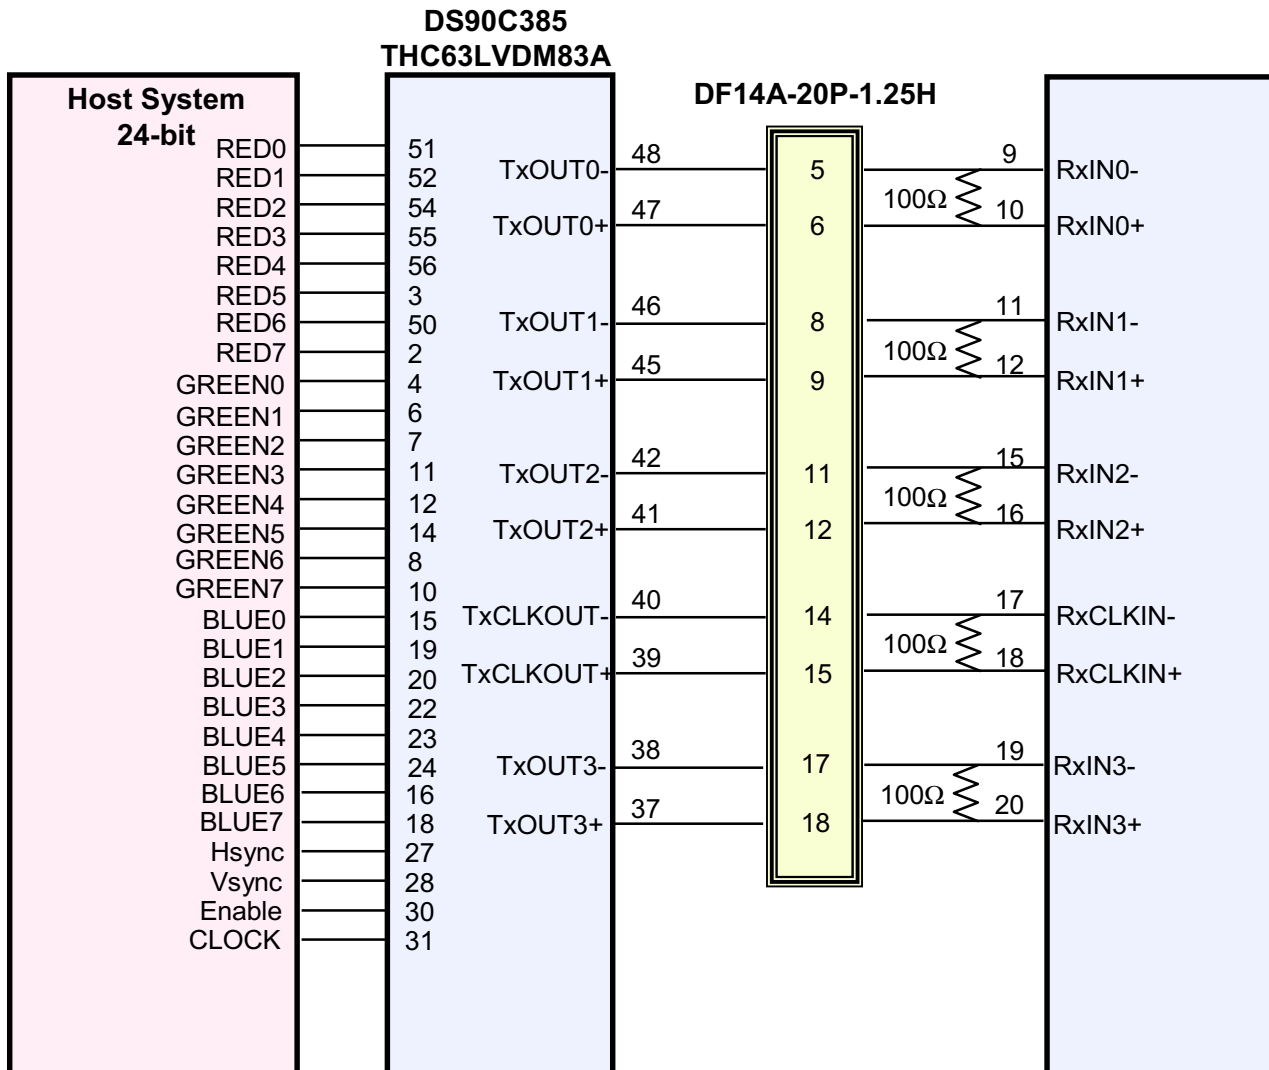 DS90C385
THC63LVDM83A
Host System
24-bit
DF14A-20P-1.25H
RED0 51
RED1 52
RED2 54
RED3 55
RED4 56
RED5 3
RED6 50
RED7 2
GREEN0 4
GREEN1 6
GREEN2 7
GREEN3 11
GREEN4 12
GREEN5 14
GREEN6 8
GREEN7 10
BLUE0 15
BLUE1 19
BLUE2 20
BLUE3 22
BLUE4 23
BLUE5 24
BLUE6 16
BLUE7 18
Hsync 27
Vsync 28
Enable 30
CLOCK 31
TxOUT0- 48 5 9 RxIN0-
100Ω
TxOUT0+ 47 6 10 RxIN0+
TxOUT1- 46 8 11 RxIN1-
100Ω
TxOUT1+ 45 9 12 RxIN1+
TxOUT2- 42 11 15 RxIN2-
100Ω
TxOUT2+ 41 12 16 RxIN2+
TxCLKOUT- 40 14 17 RxCLKIN-
100Ω
TxCLKOUT+ 39 15 18 RxCLKIN+
TxOUT3- 38 17 19 RxIN3-
100Ω
TxOUT3+ 37 18 20 RxIN3+